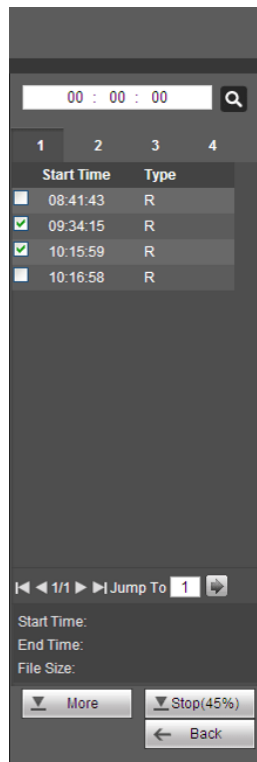 00 : 00 : 00
1 2 3 4
Start Time Type
08:41:43 R
09:34:15 R
10:15:59 R
10:16:58 R
1/1 Jump To 1
Start Time:
End Time:
File Size:
More Stop(45%)
Back